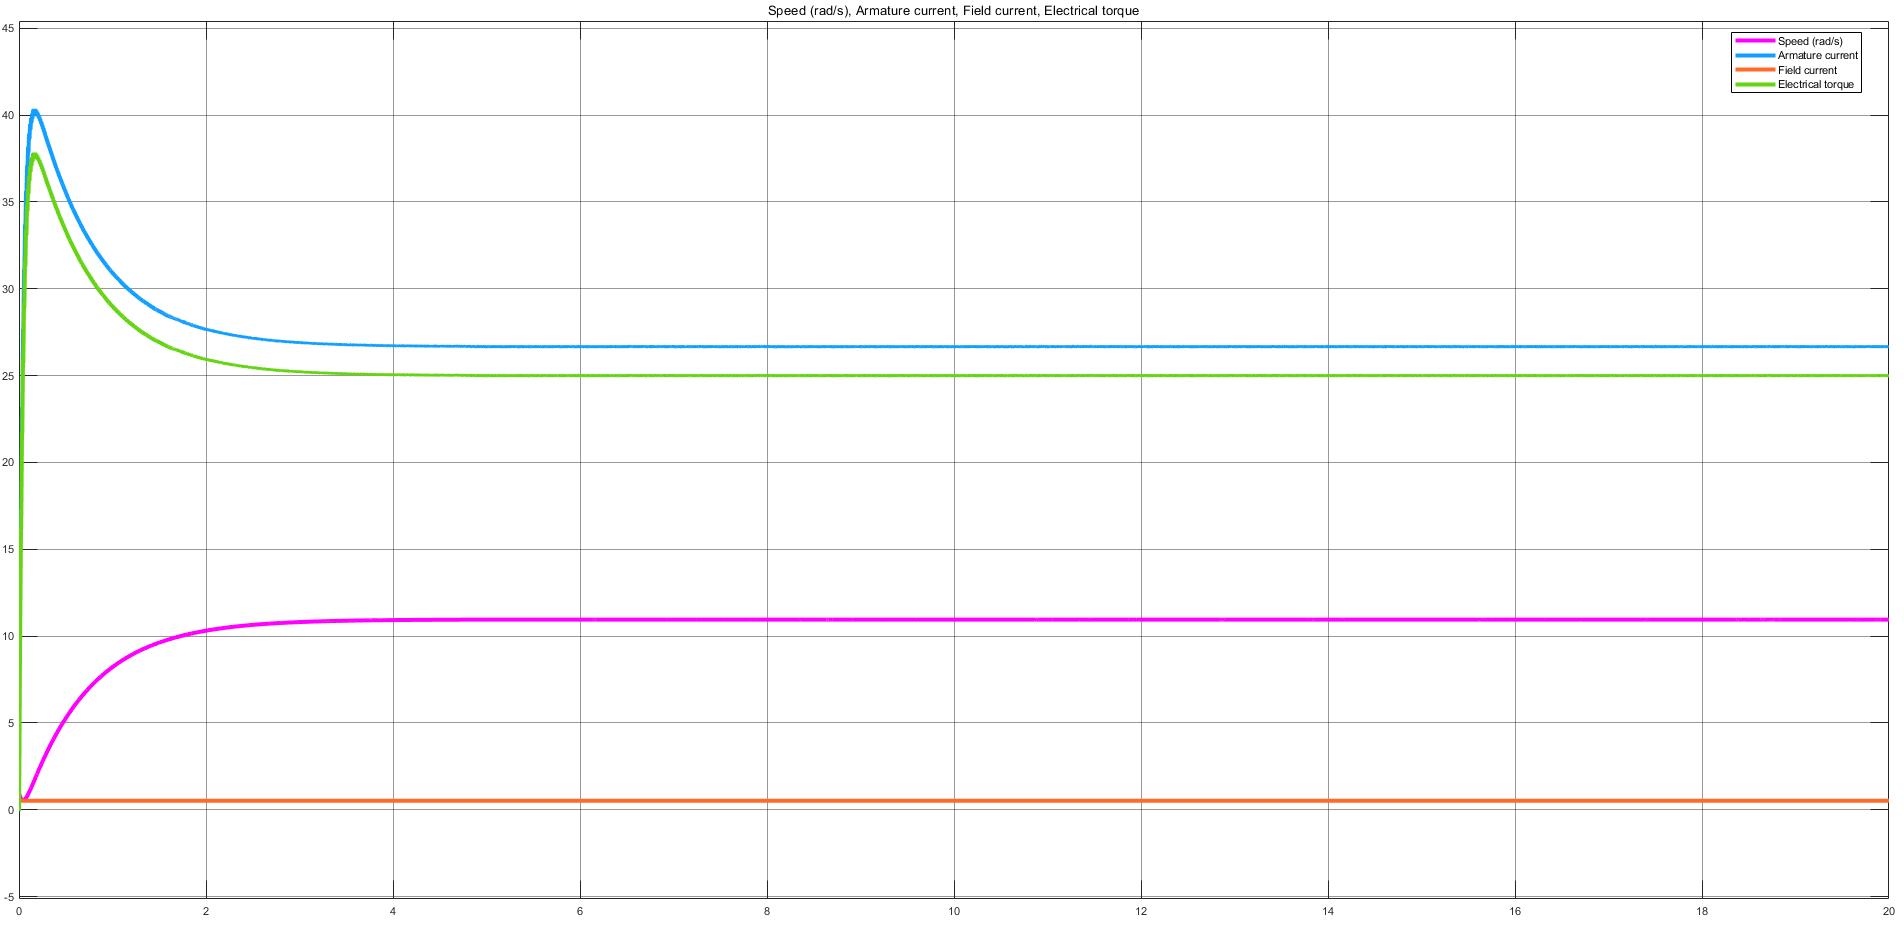 Speed (rad/s), Armature current, Field current, Electrical torque
45
Speed (rad/s)
Armature current
Field current
Electrical torque
40
35
30
25
20
15
10
5
0
-5
0 2 4 6 8 10 12 14 16 18 20